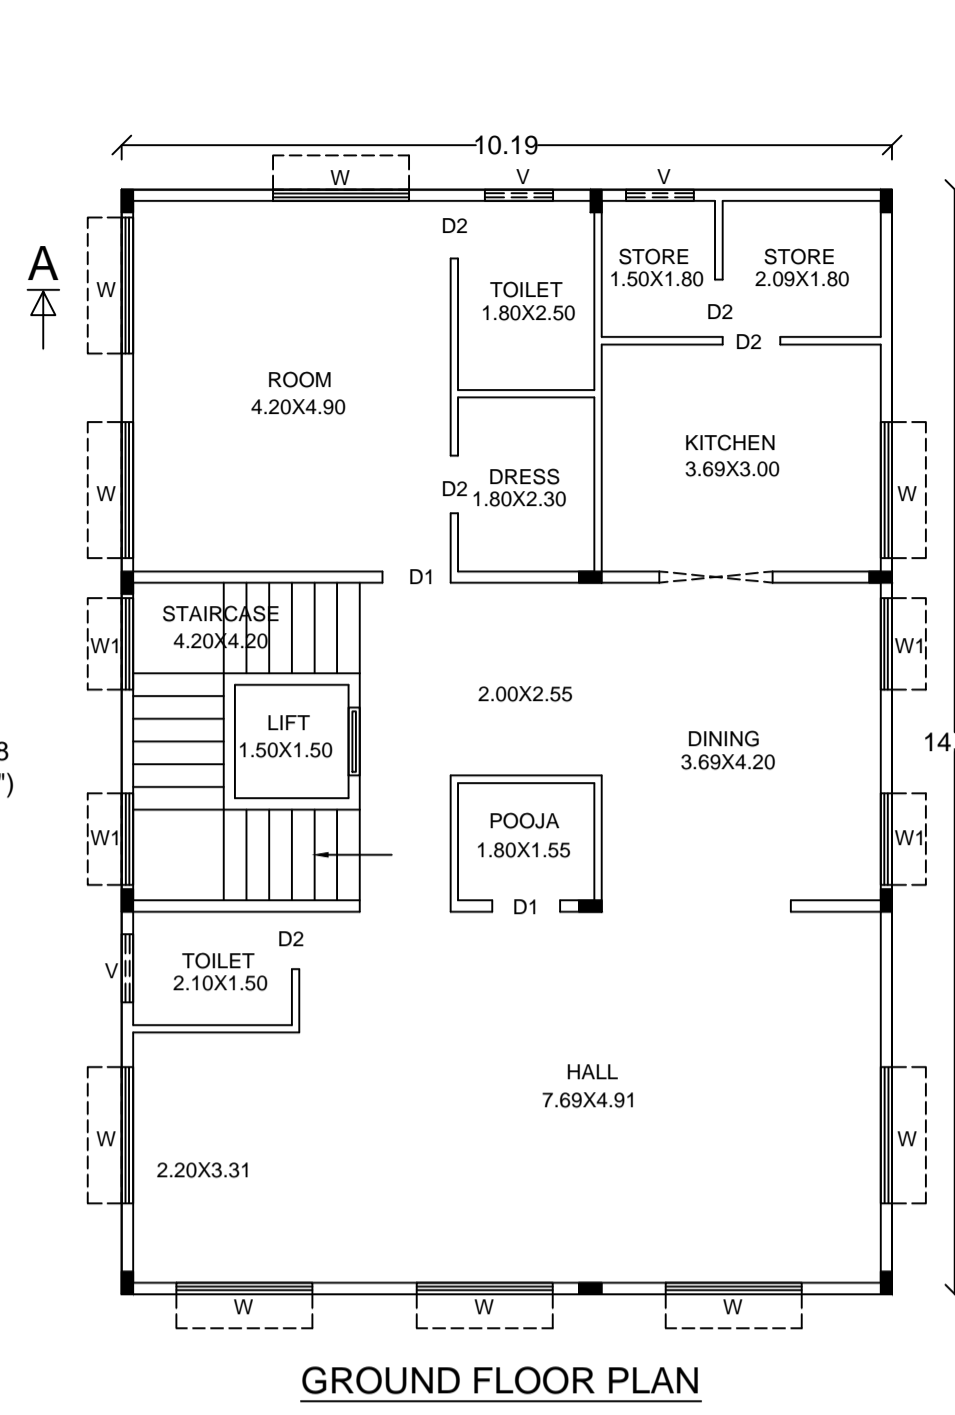 10.19
W
V
V
A
W
D2
STORE
1.50X1.80
STORE
2.09X1.80
TOILET
1.80X2.50
D2
D2
ROOM
4.20X4.90
KITCHEN
3.69X3.00
W
D2
DRESS
1.80X2.30
W
D1
STAIRCASE
4.20X4.20
W1
W1
2.00X2.55
LIFT
1.50X1.50
DINING
3.69X4.20
14.
8
")
POOJA
1.80X1.55
W1
W1
D1
D2
TOILET
2.10X1.50
V
HALL
7.69X4.91
W
W
2.20X3.31
W
W
W
GROUND FLOOR PLAN